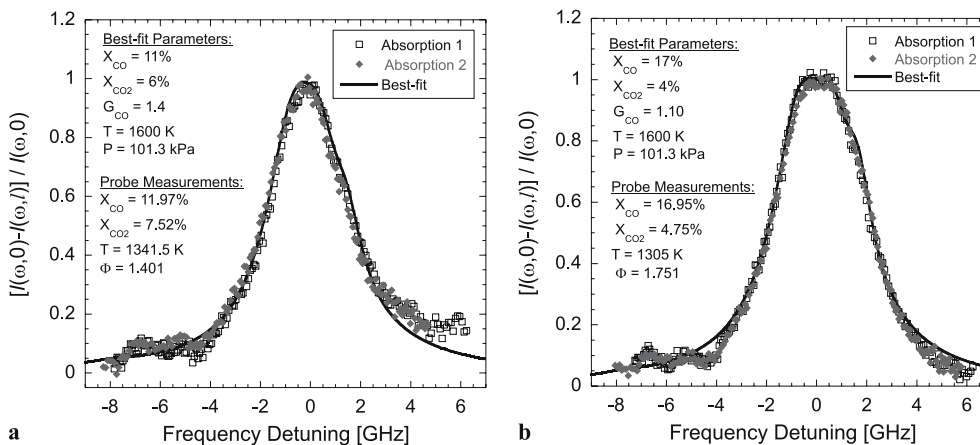 1.2
1
0.8
0.6
0.4
0.2
0
[I(ω,0)-I(ω,l)] / I(ω,0)
Best-fit Parameters:
X_CO = 11%
X_CO2 = 6%
G_CO = 1.4
T = 1600 K
P = 101.3 kPa
Probe Measurements:
X_CO = 11.97%
X_CO2 = 7.52%
T = 1341.5 K
Φ = 1.401
Absorption 1
Absorption 2
Best-fit
-8 -6 -4 -2 0 2 4 6
Frequency Detuning [GHz]
a
1.2
1
0.8
0.6
0.4
0.2
0
[I(ω,0)-I(ω,l)] / I(ω,0)
Best-fit Parameters:
X_CO = 17%
X_CO2 = 4%
G_CO = 1.10
T = 1600 K
P = 101.3 kPa
Probe Measurements:
X_CO = 16.95%
X_CO2 = 4.75%
T = 1305 K
Φ = 1.751
Absorption 1
Absorption 2
Best-fit
-8 -6 -4 -2 0 2 4 6
Frequency Detuning [GHz]
b